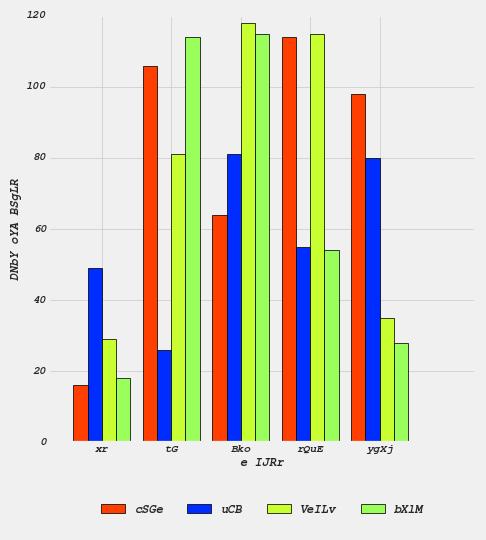 120
100
80
60
40
20
0
DNbY oYA BSgLR
xr tG Bko rQuE ygXj
e IJRr
cSGe uCB VeILv bXlM